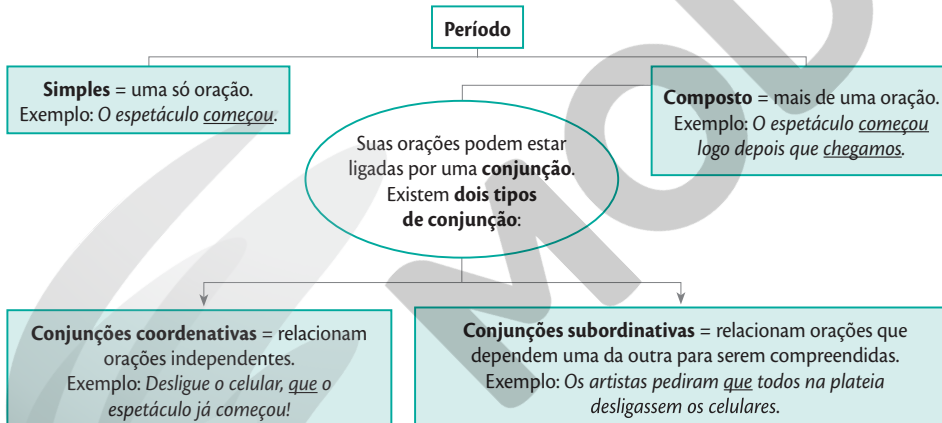 Período
Simples = uma só oração.
Exemplo: O espetáculo começou.
Composto = mais de uma oração.
Exemplo: O espetáculo começou
logo depois que chegamos.
Suas orações podem estar
ligadas por uma conjunção.
Existem dois tipos
de conjunção:
Conjunções coordenativas = relacionam
orações independentes.
Exemplo: Desligue o celular, que o
espetáculo já começou!
Conjunções subordinativas = relacionam orações que
dependem uma da outra para serem compreendidas.
Exemplo: Os artistas pediram que todos na plateia
desligassem os celulares.